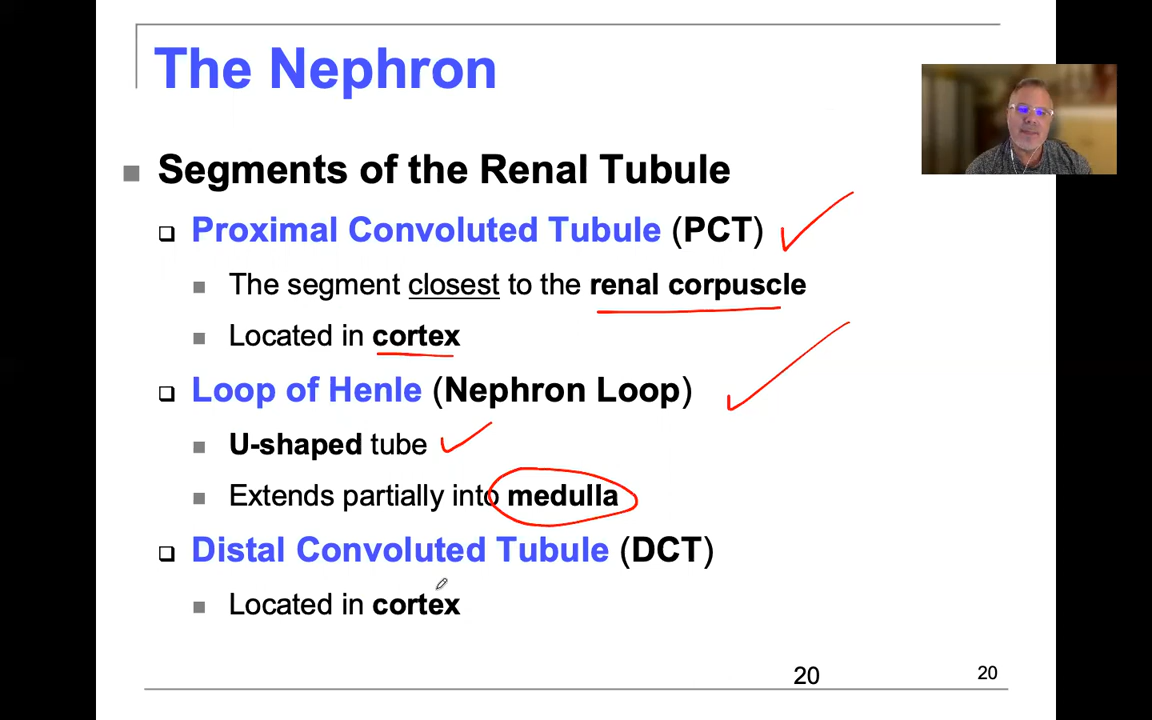 The Nephron
Segments of the Renal Tubule
Proximal Convoluted Tubule (PCT)
The segment closest to the renal corpuscle
Located in cortex
Loop of Henle (Nephron Loop)
U-shaped tube
Extends partially into medulla
Distal Convoluted Tubule (DCT)
Located in cortex
20 20